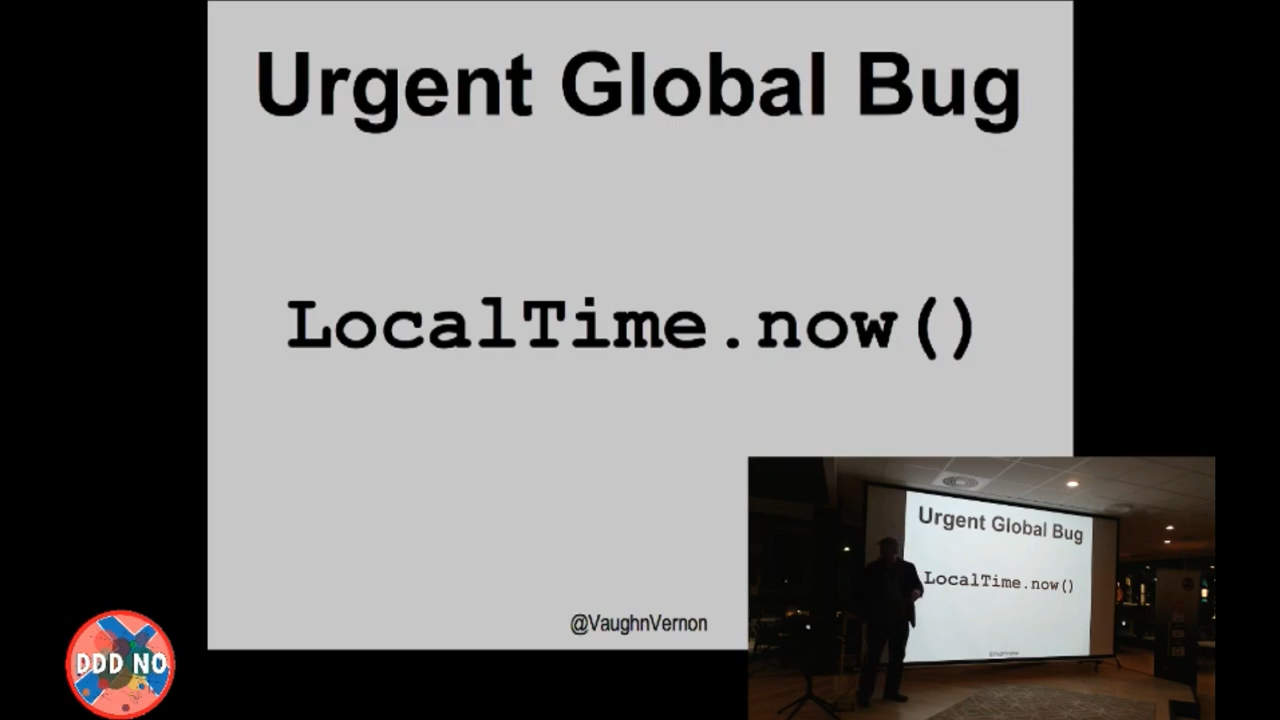 Urgent Global Bug
LocalTime.now()
@VaughnVernon
DDD NO
Urgent Global Bug
LocalTime.now()